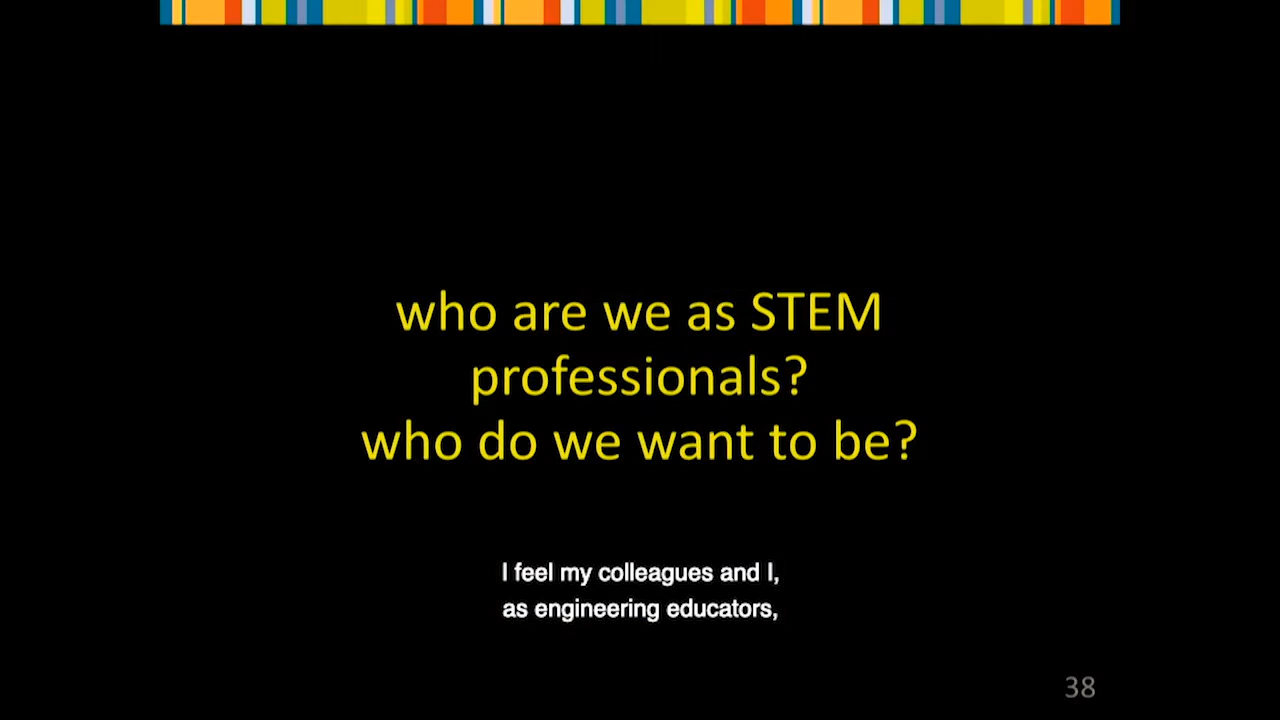 who are we as STEM
professionals?
who do we want to be?
I feel my colleagues and I,
as engineering educators,
38